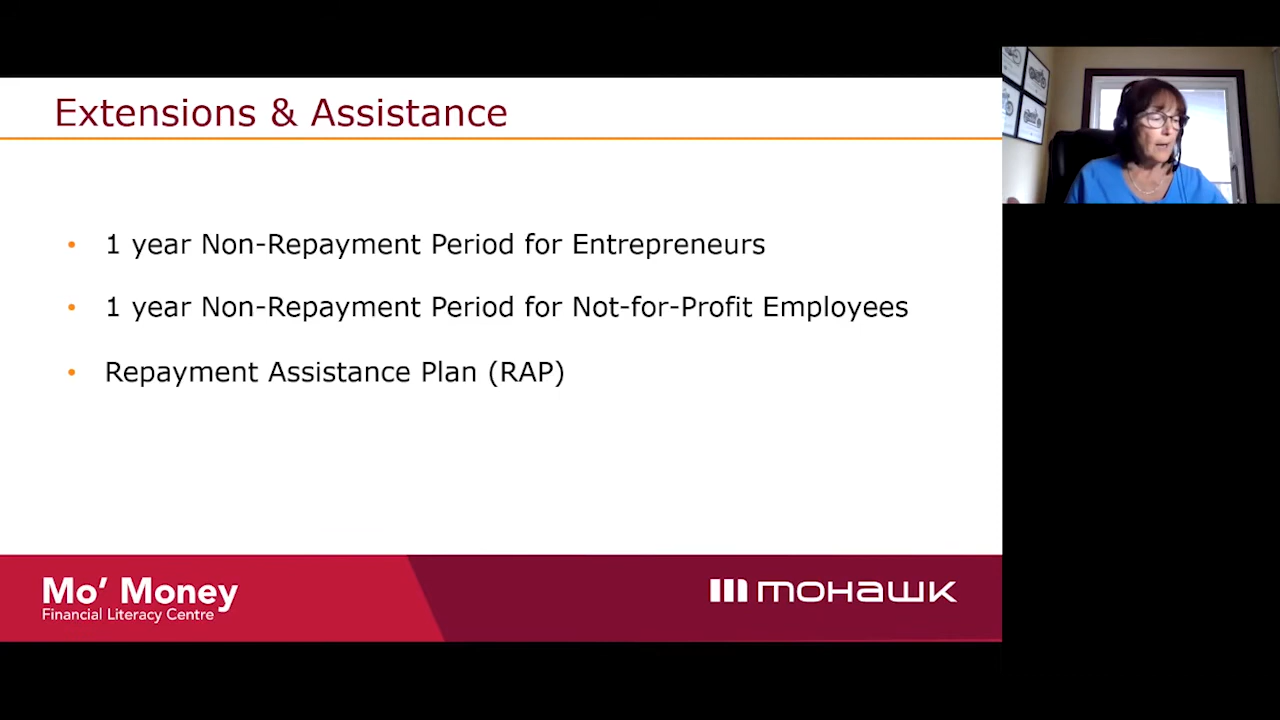 Extensions & Assistance
• 1 year Non-Repayment Period for Entrepreneurs
• 1 year Non-Repayment Period for Not-for-Profit Employees
• Repayment Assistance Plan (RAP)
Mo’ Money
Financial Literacy Centre
mohawk